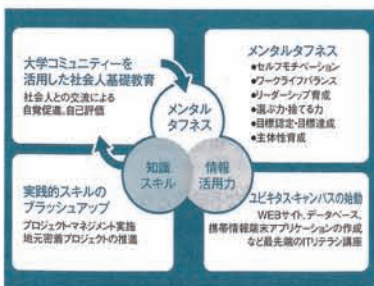 大学コミュニティーを
活用した社会人基礎教育
社会人との交流による
自覚促進、自己評価
メンタルタフネス
●セルフモチベーション
●ワークライフバランス
●リーダーシップ育成
●選ぶ力・捨てる力
●目標認定・目標達成
●主体性育成
メンタル
タフネス
知識
スキル
情報
活用力
実践的スキルの
ブラッシュアップ
プロジェクトマネジメント実施
地元密着プロジェクトの推進
ユビキタス・キャンパスの始動
WEBサイト、データベース、
携帯情報端末アプリケーションの作成
など最先端のITリテラシ講座